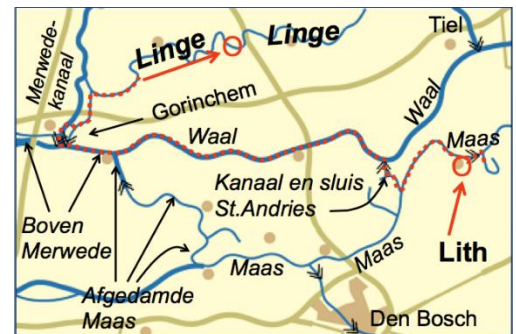 Merwede-
kanaal
Linge
Linge
Tiel
Gorinchem
Waal
Waal
Maas
Kanaal en sluis
St.Andries
Boven
Merwede
Lith
Maas
Maas
Afgedamde
Maas
Den Bosch